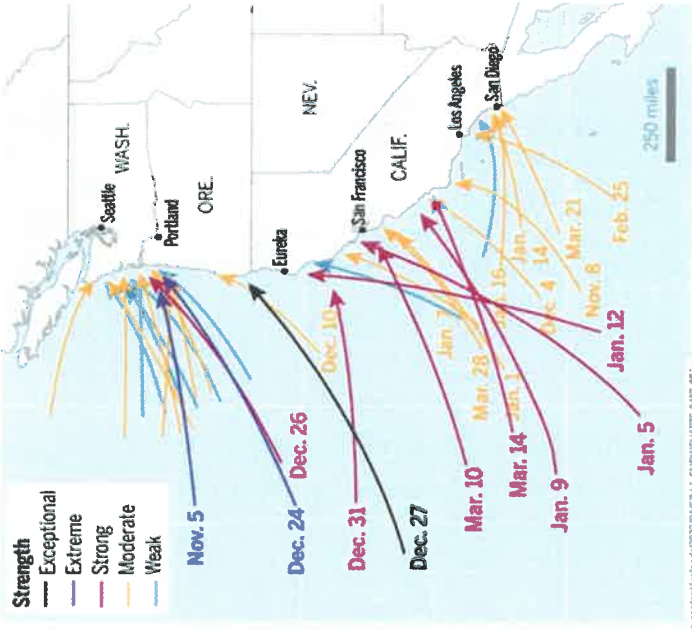 Strength
Exceptional
Extreme
Strong
Moderate
Weak
Seattle
WASH.
Portland
ORE.
Eureka
NEV.
San Francisco
CALIF.
Los Angeles
San Diego
250 miles
Nov. 5
Dec. 26
Dec. 24
Dec. 31
Dec. 27
Dec. 10
Mar. 10
Mar. 14
Jan. 9
Jan. 5
Jan. 12
Mar. 28
Jan. 1
Dec. 4
Nov. 8
Jan.
14
Mar. 21
Feb. 25